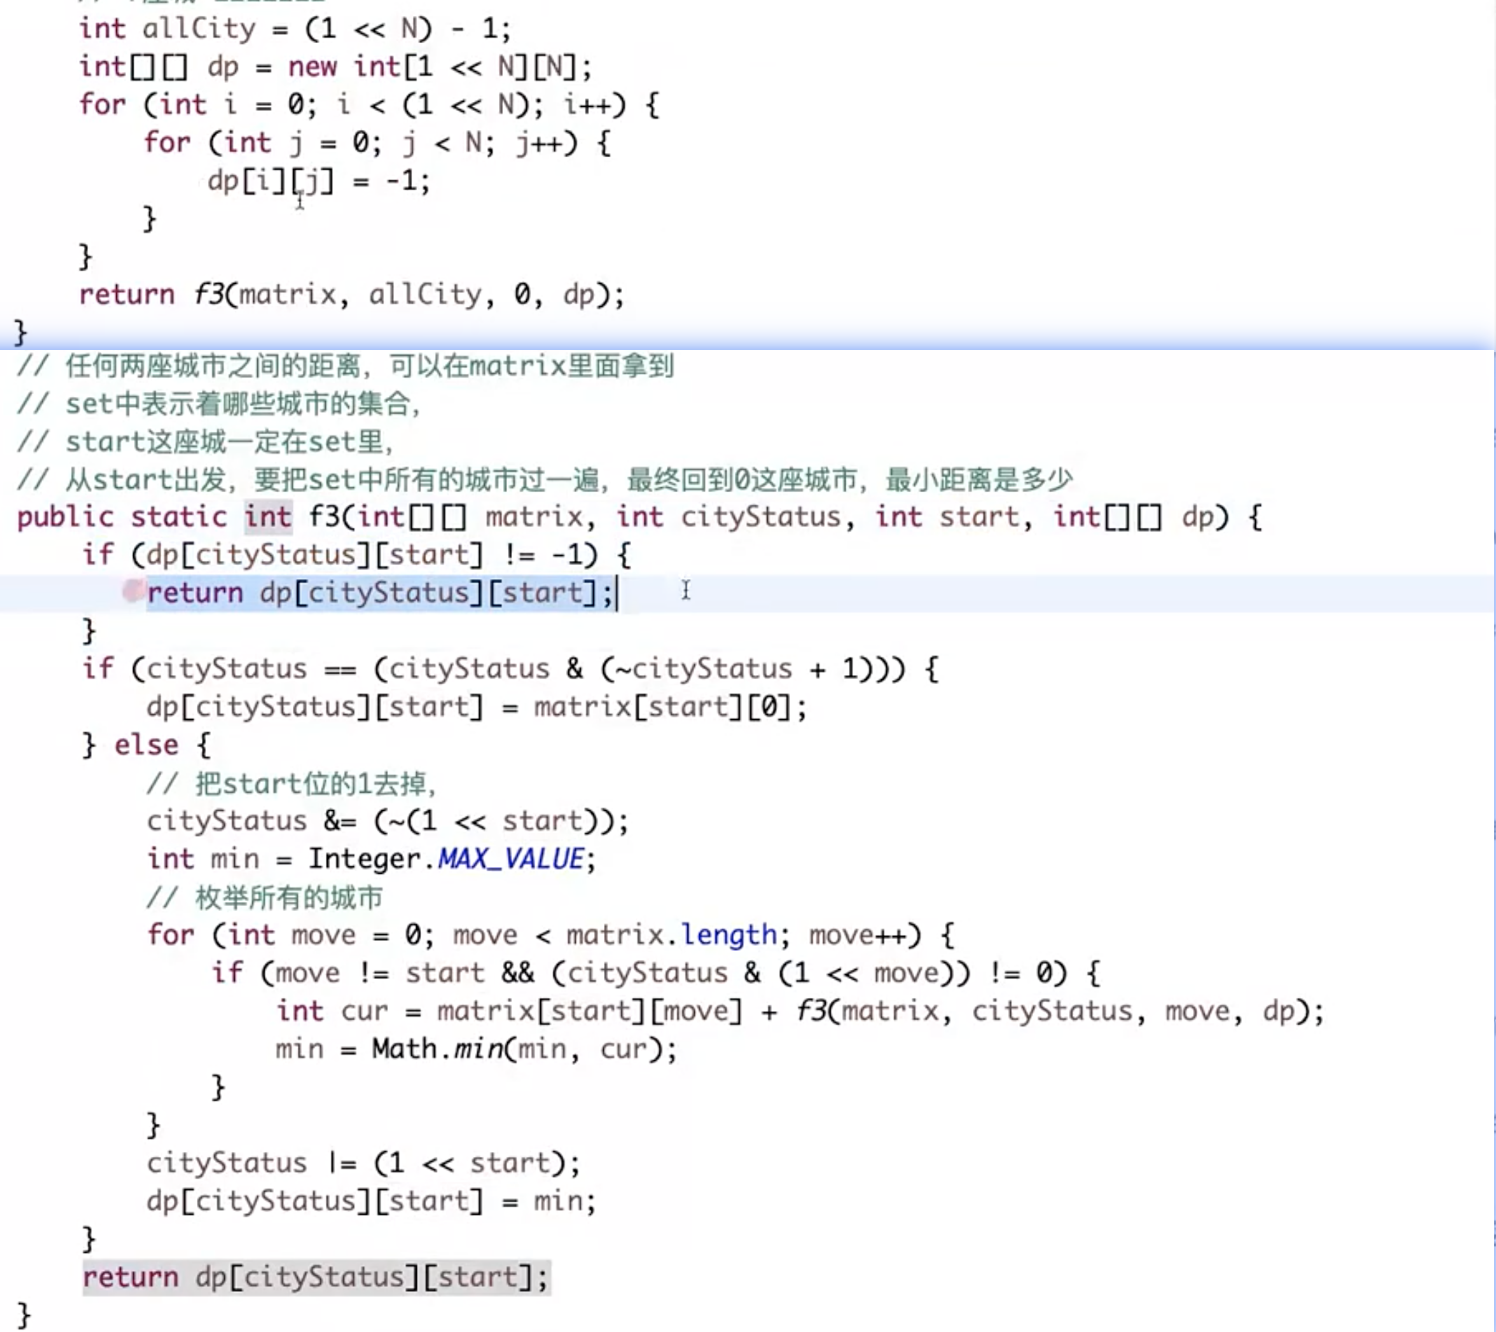 int allCity = (1 << N) - 1;
int[][] dp = new int[1 << N][N];
for (int i = 0; i < (1 << N); i++) {
for (int j = 0; j < N; j++) {
dp[i][j] = -1;
}
}
return f3(matrix, allCity, 0, dp);
}
// 任何两座城市之间的距离，可以在matrix里面拿到
// set中表示着哪些城市的集合，
// start这座城一定在set里，
// 从start出发，要把set中所有的城市过一遍，最终回到0这座城市，最小距离是多少
public static int f3(int[][] matrix, int cityStatus, int start, int[][] dp) {
if (dp[cityStatus][start] != -1) {
return dp[cityStatus][start];
}
if (cityStatus == (cityStatus & (~cityStatus + 1))) {
dp[cityStatus][start] = matrix[start][0];
} else {
// 把start位的1去掉，
cityStatus &= (~(1 << start));
int min = Integer.MAX_VALUE;
// 枚举所有的城市
for (int move = 0; move < matrix.length; move++) {
if (move != start && (cityStatus & (1 << move)) != 0) {
int cur = matrix[start][move] + f3(matrix, cityStatus, move, dp);
min = Math.min(min, cur);
}
}
cityStatus |= (1 << start);
dp[cityStatus][start] = min;
}
return dp[cityStatus][start];
}